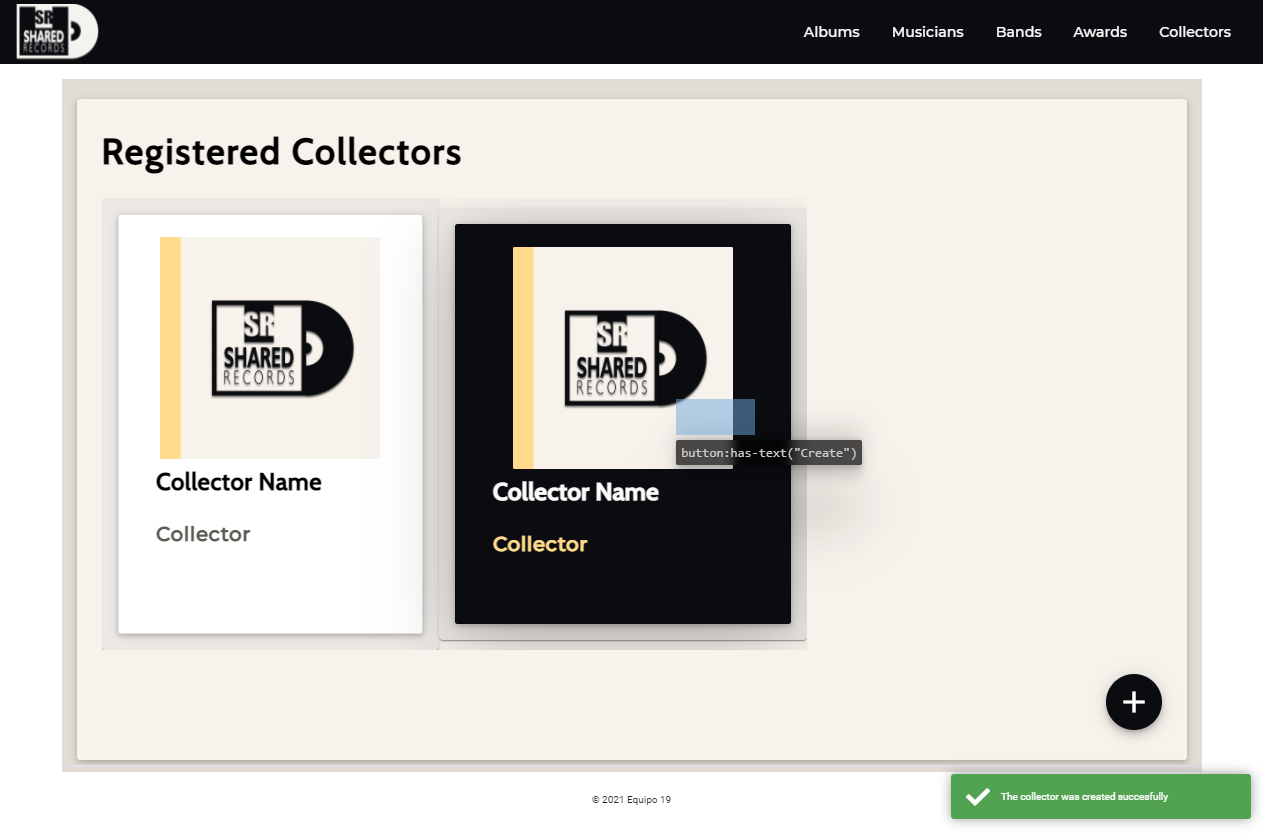 SR
SHARED
RECORDS
Albums Musicians Bands Awards Collectors
Registered Collectors
SR
SHARED
RECORDS
Collector Name
Collector
SR
SHARED
RECORDS
button:has-text("Create")
Collector Name
Collector
© 2021 Equipo 19
The collector was created succesfully